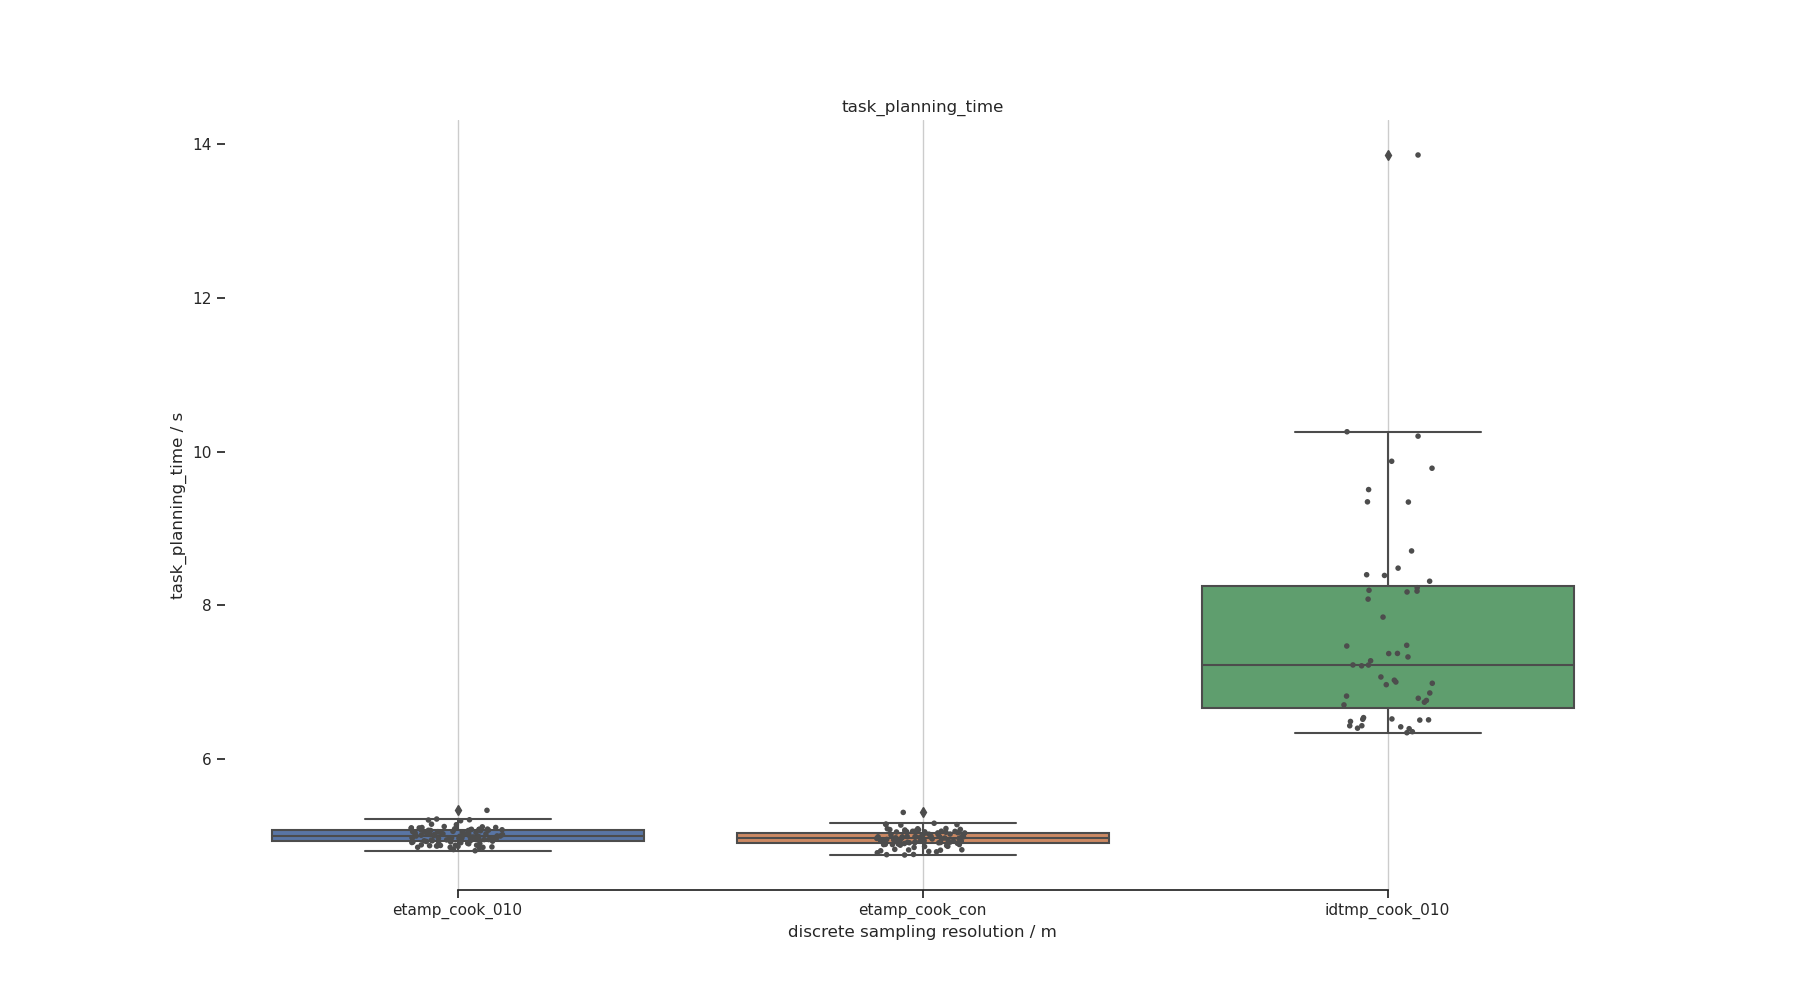 task_planning_time
task_planning_time / s
14
12
10
8
6
etamp_cook_010
etamp_cook_con
idtmp_cook_010
discrete sampling resolution / m